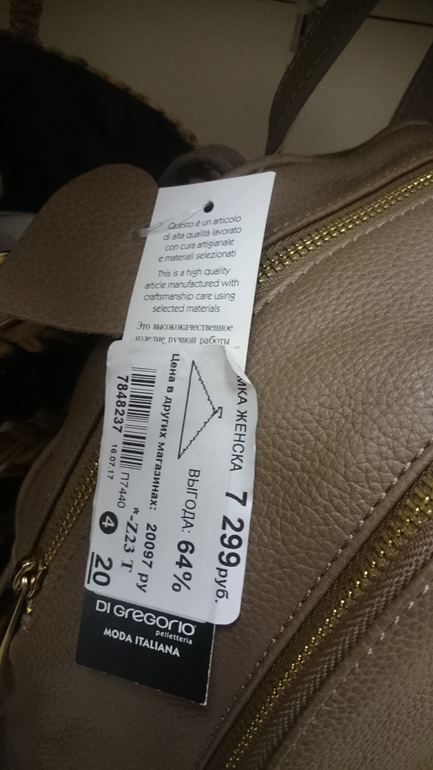 Questo è un articolo
di alta qualità lavorato
con cura artigianale
e materiali selezionati
This is a high quality
article manufactured with
craftsmanship care using
selected materials
Это высококачественное
изделие ручной работы
МКА ЖЕНСКА
7 299 руб.
ВЫГОДА: 64%
Цена в других магазинах: 20097 ру
7848237
16.07.17
П7440
*-Z23 T
4
20
DI GREGORIO
pelletteria
MODA ITALIANA